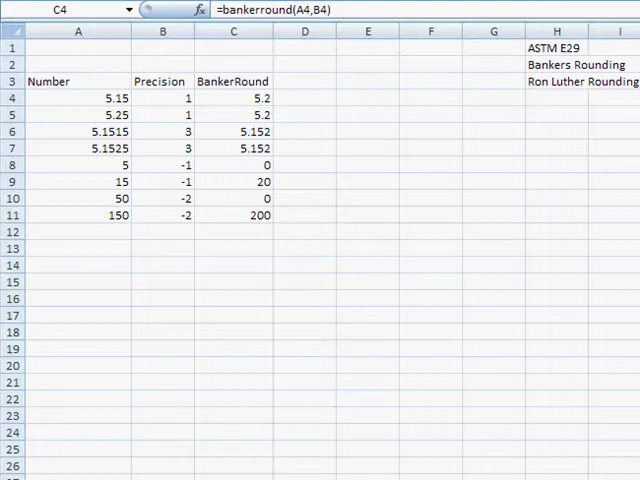 C4 fx =bankerround(A4,B4)
A B C D E F G H I
1 ASTM E29
2 Bankers Rounding
3 Number Precision BankerRound Ron Luther Rounding
4 5.15 1 5.2
5 5.25 1 5.2
6 5.1515 3 5.152
7 5.1525 3 5.152
8 5 -1 0
9 15 -1 20
10 50 -2 0
11 150 -2 200
12
13
14
15
16
17
18
19
20
21
22
23
24
25
26